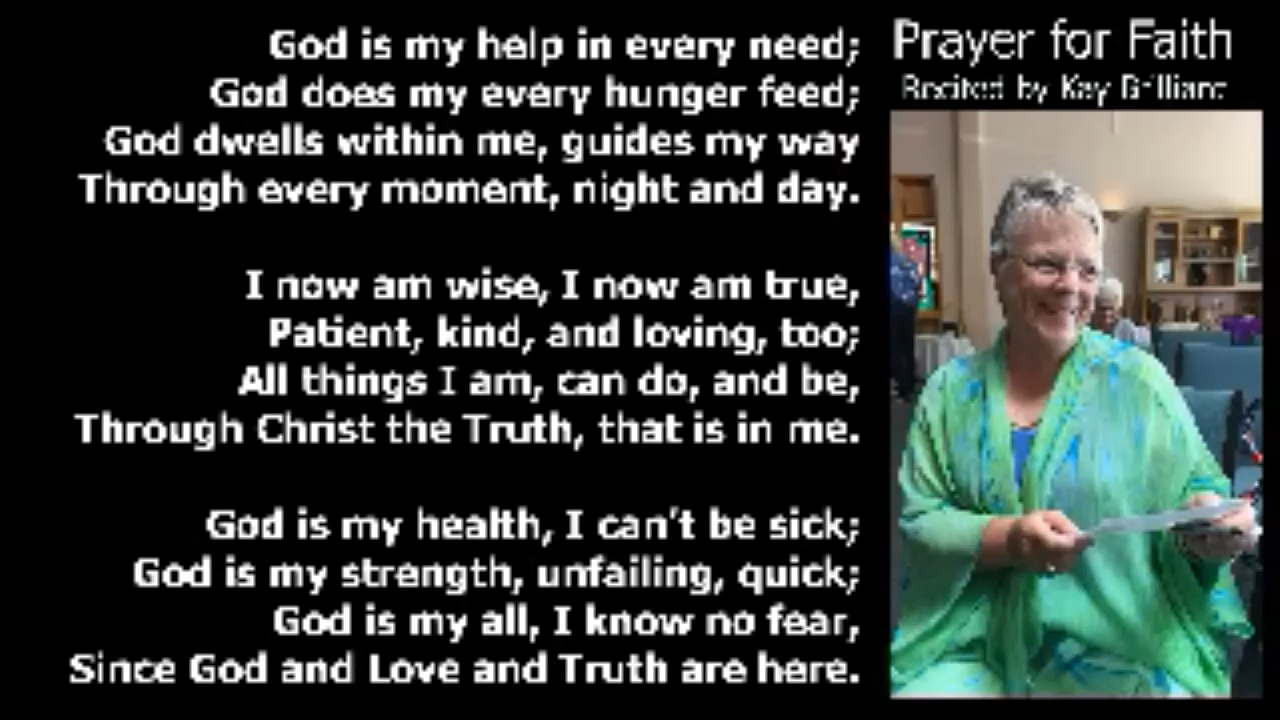 God is my help in every need;
God does my every hunger feed;
God dwells within me, guides my way
Through every moment, night and day.
I now am wise, I now am true,
Patient, kind, and loving, too;
All things I am, can do, and be,
Through Christ the Truth, that is in me.
God is my health, I can't be sick;
God is my strength, unfailing, quick;
God is my all, I know no fear,
Since God and Love and Truth are here.
Prayer for Faith
Recited by Kay Brilliant